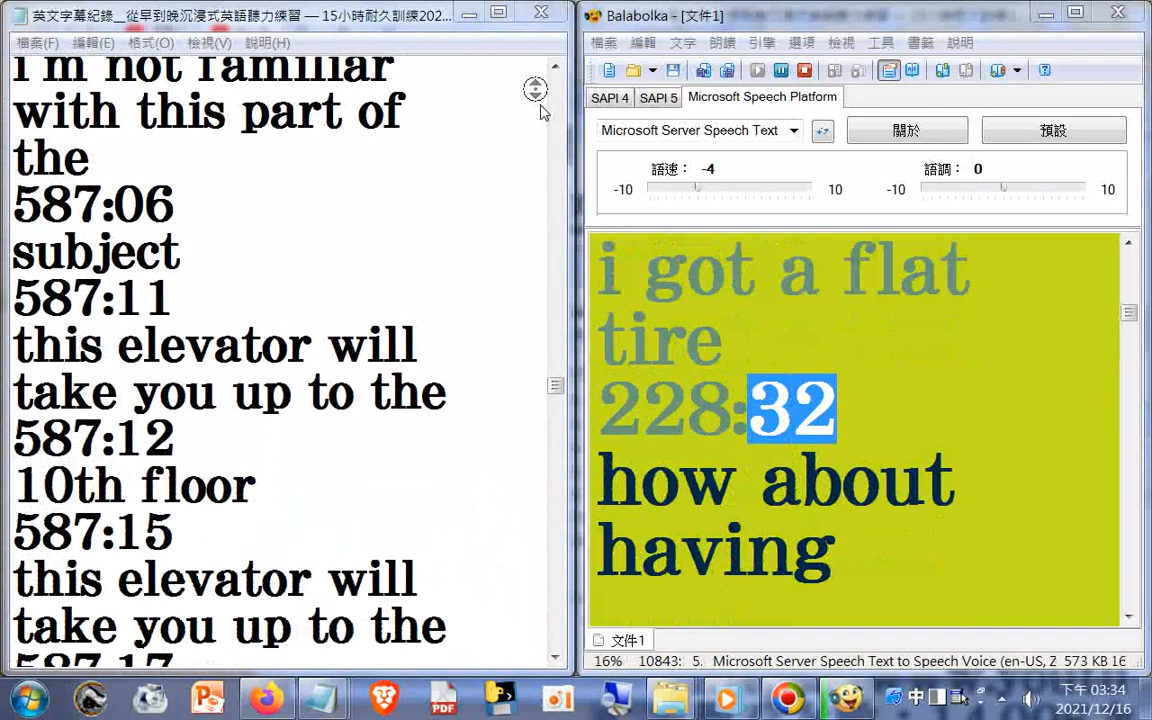 英文字幕紀錄__從早到晚沉浸式英語聽力練習 — 15小時耐久訓練202...
檔案(F) 編輯(E) 格式(O) 檢視(V) 說明(H)
i'm not familiar
with this part of
the
587:06
subject
587:11
this elevator will
take you up to the
587:12
10th floor
587:15
this elevator will
take you up to the
587:17
Balabolka - [文件1]
檔案 編輯 文字 朗讀 引擎 選項 檢視 工具 書籤 說明
SAPI 4 SAPI 5 Microsoft Speech Platform
Microsoft Server Speech Text 關於 預設
語速： -4 語調： 0
-10 10 -10 10
i got a flat
tire
228:32
how about
having
文件1
16% 10843: 5. Microsoft Server Speech Text to Speech Voice (en-US, Z 573 KB 16
PDF 中 下午 03:34
2021/12/16